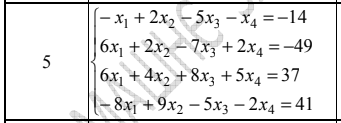 5
-x₁ + 2x₂ - 5x₃ - x₄ = -14
6x₁ + 2x₂ - 7x₃ + 2x₄ = -49
6x₁ + 4x₂ + 8x₃ + 5x₄ = 37
-8x₁ + 9x₂ - 5x₃ - 2x₄ = 41